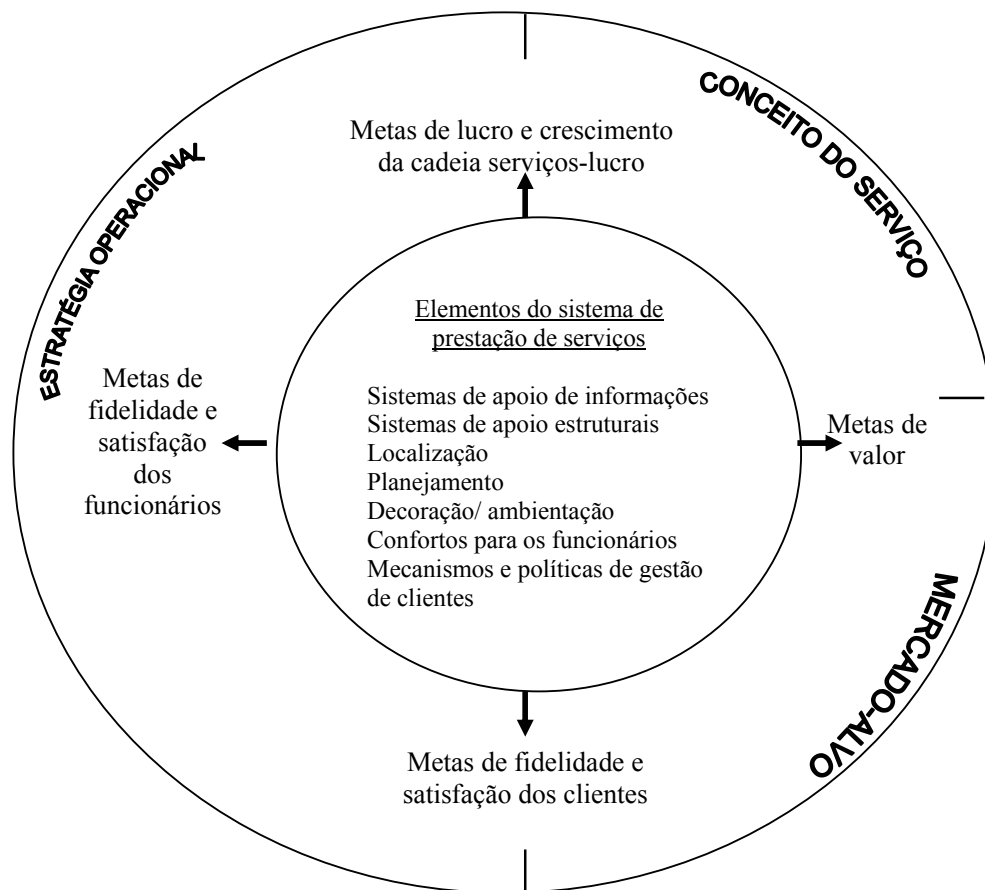 CONCEITO DO SERVIÇO
Metas de lucro e crescimento
da cadeia serviços-lucro
ESTRATÉGIA OPERACIONAL
Elementos do sistema de
prestação de serviços
Sistemas de apoio de informações
Sistemas de apoio estruturais
Localização
Planejamento
Decoração/ ambientação
Confortos para os funcionários
Mecanismos e políticas de gestão
de clientes
Metas de
fidelidade e
satisfação
dos
funcionários
Metas de
valor
MERCADO-ALVO
Metas de fidelidade e
satisfação dos clientes